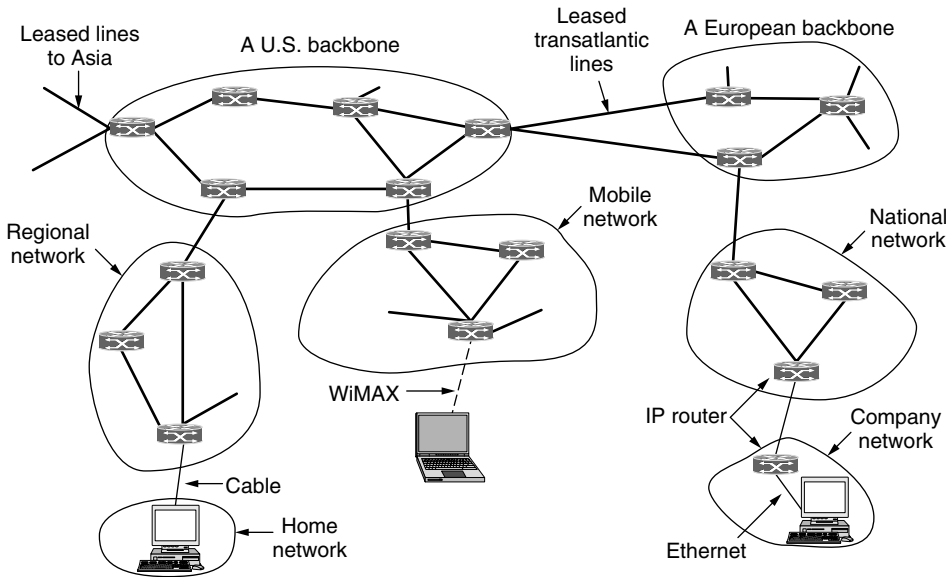 Leased lines
to Asia
A U.S. backbone
Leased
transatlantic
lines
A European backbone
Regional
network
Mobile
network
National
network
WiMAX
IP router
Company
network
Cable
Home
network
Ethernet